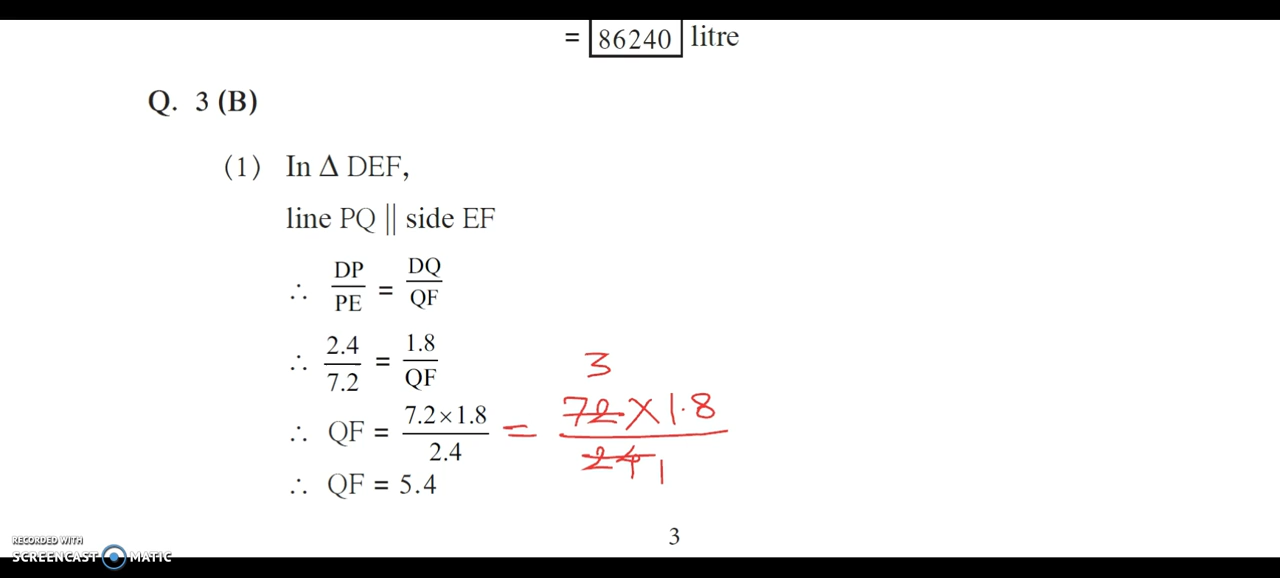 = 86240 litre
Q. 3 (B)
(1) In Δ DEF,
line PQ || side EF
∴ DP/PE = DQ/QF
∴ 2.4/7.2 = 1.8/QF
3
∴ QF = 7.2×1.8/2.4 = 72×1.8/24 1
∴ QF = 5.4
3
RECORDED WITH
SCREENCAST MATIC